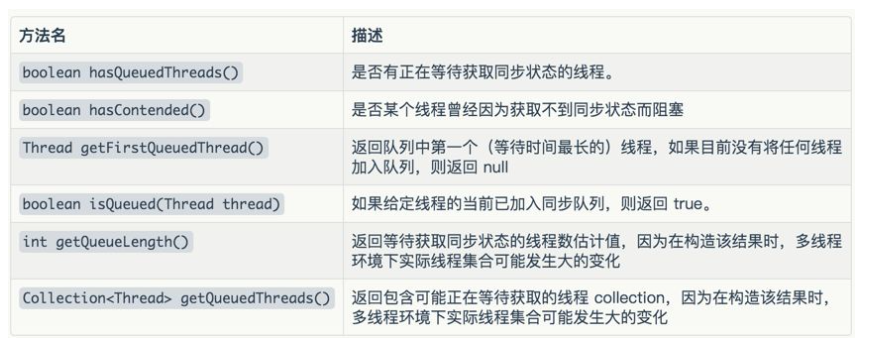 方法名 描述
boolean hasQueuedThreads() 是否有正在等待获取同步状态的线程。
boolean hasContended() 是否某个线程曾经因为获取不到同步状态而阻塞
Thread getFirstQueuedThread() 返回队列中第一个（等待时间最长的）线程，如果目前没有将任何线程
加入队列，则返回 null
boolean isQueued(Thread thread) 如果给定线程的当前已加入同步队列，则返回 true。
int getQueueLength() 返回等待获取同步状态的线程数估计值，因为在构造该结果时，多线程
环境下实际线程集合可能发生大的变化
Collection<Thread> getQueuedThreads() 返回包含可能正在等待获取的线程 collection，因为在构造该结果时，
多线程环境下实际线程集合可能发生大的变化